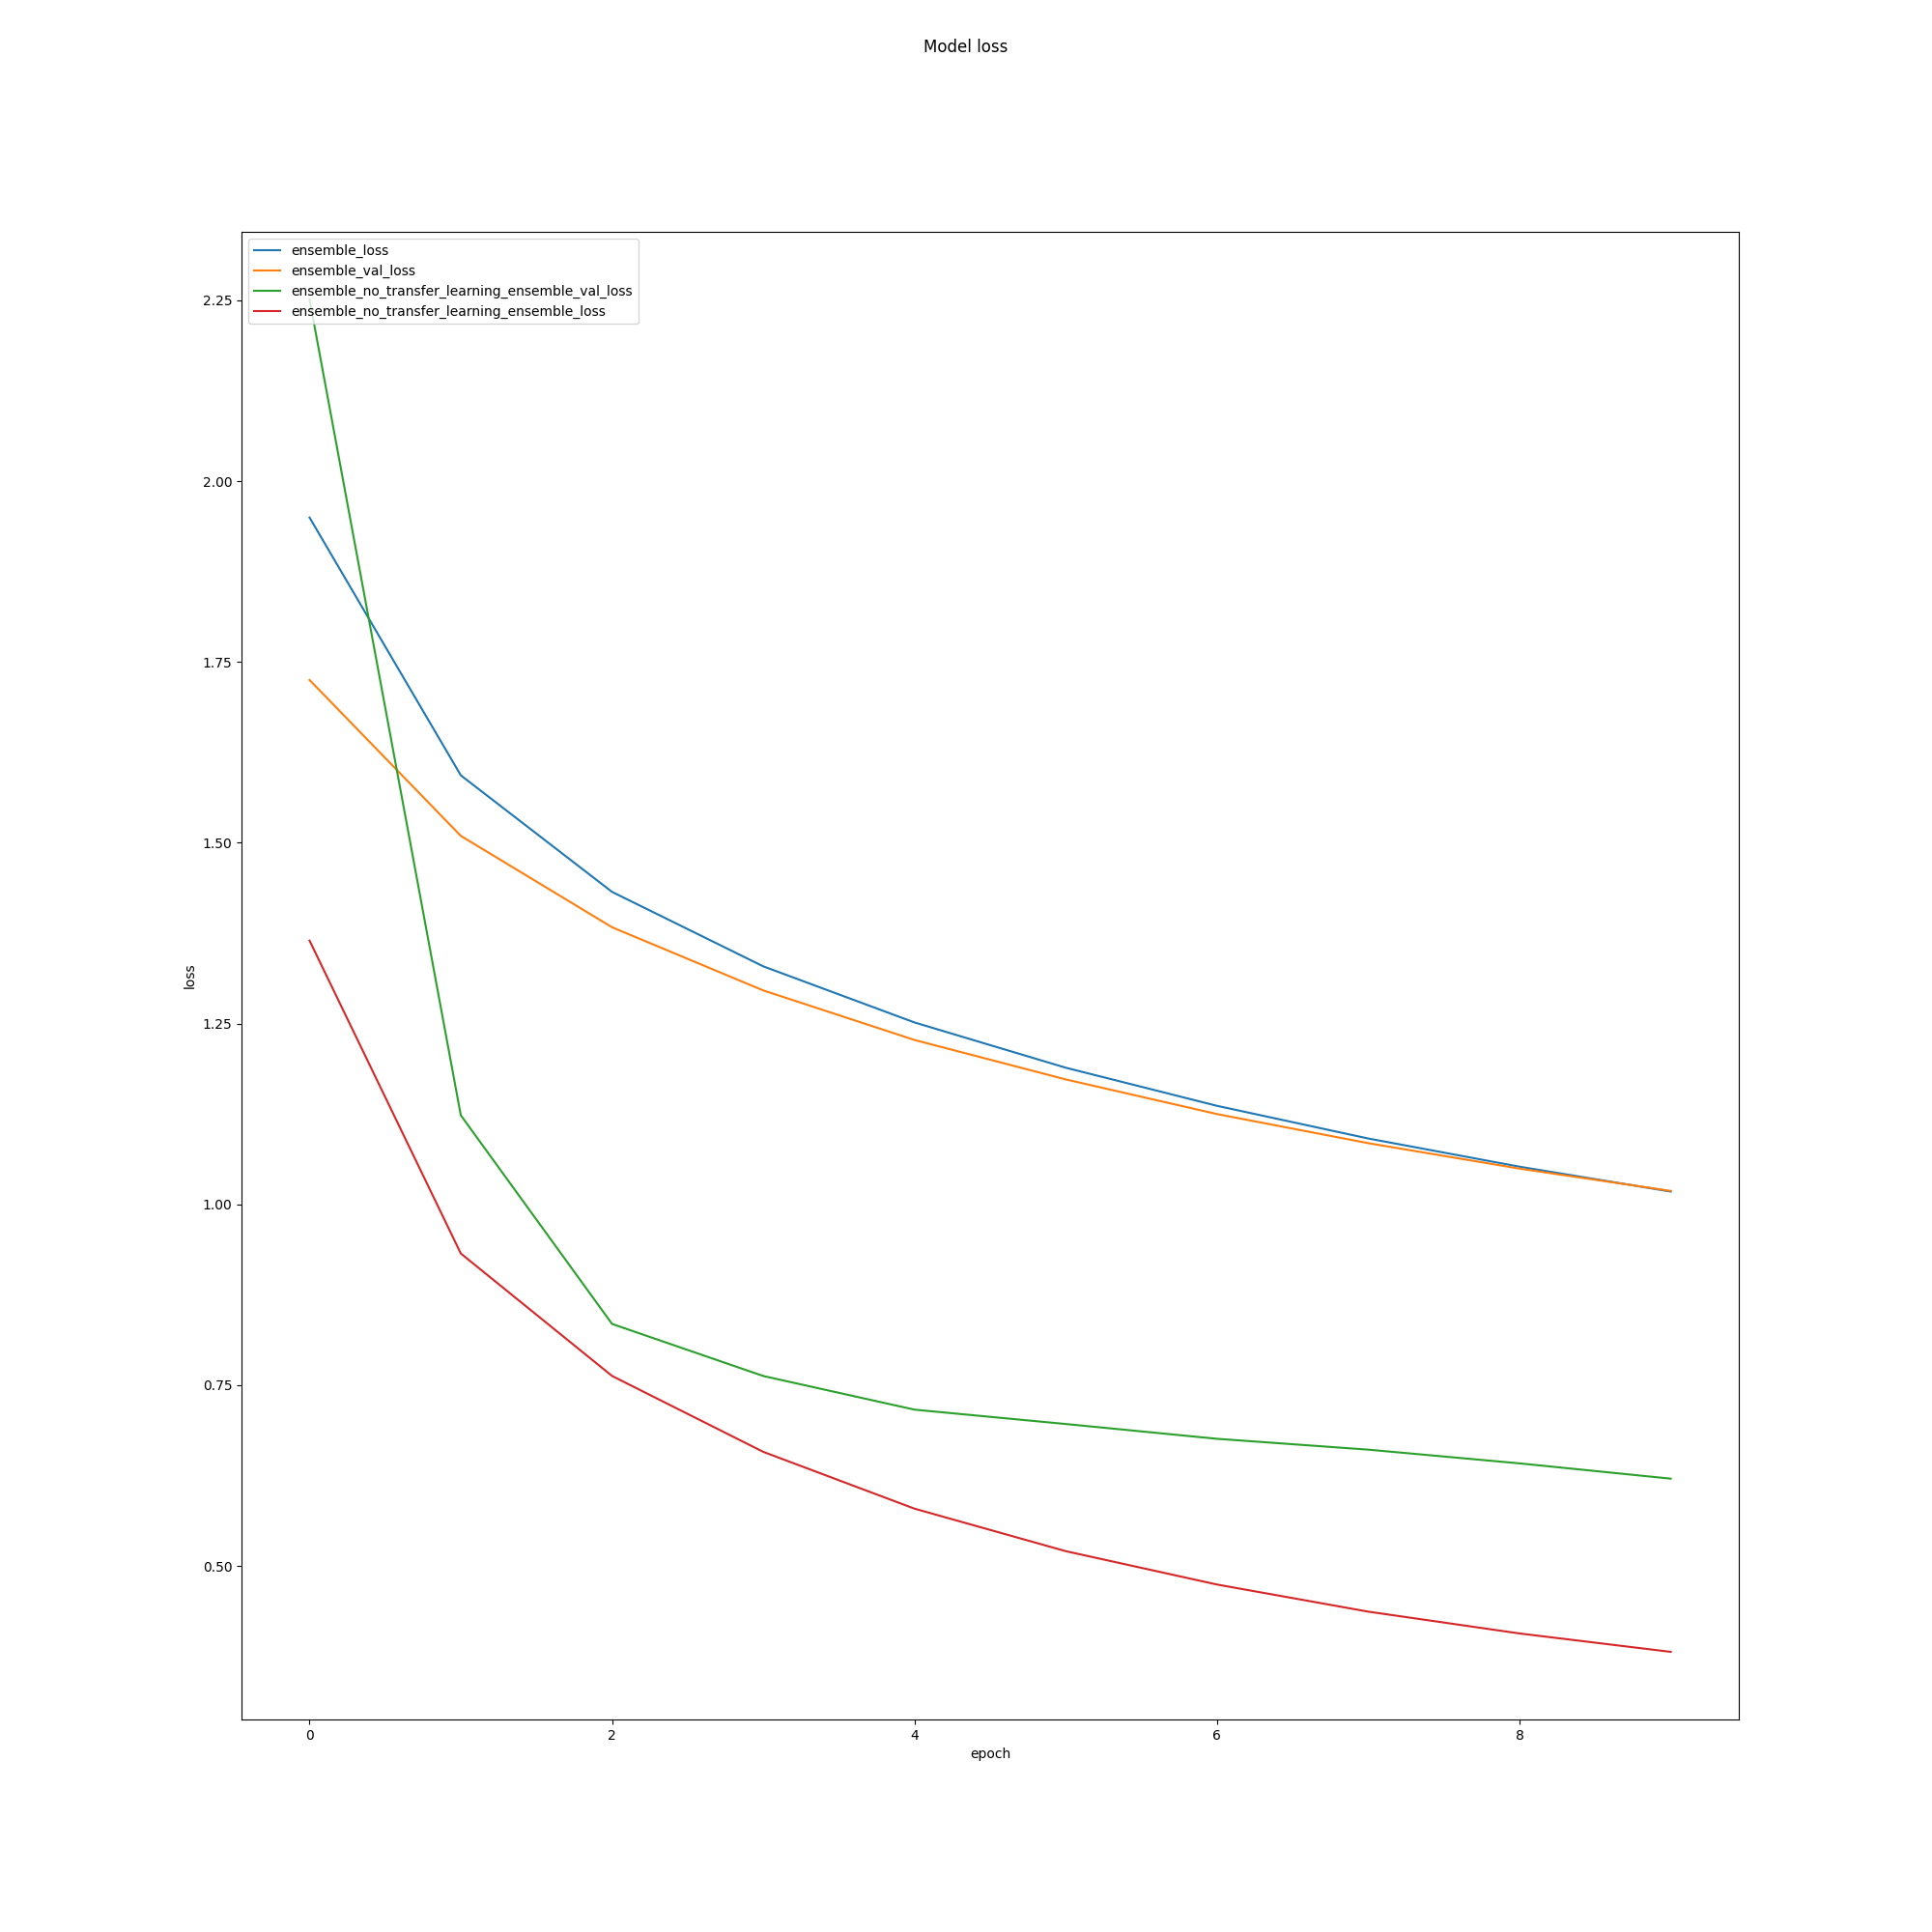 Model loss
ensemble_loss
ensemble_val_loss
ensemble_no_transfer_learning_ensemble_val_loss
ensemble_no_transfer_learning_ensemble_loss
2.25
2.00
1.75
1.50
1.25
1.00
0.75
0.50
loss
0 2 4 6 8
epoch